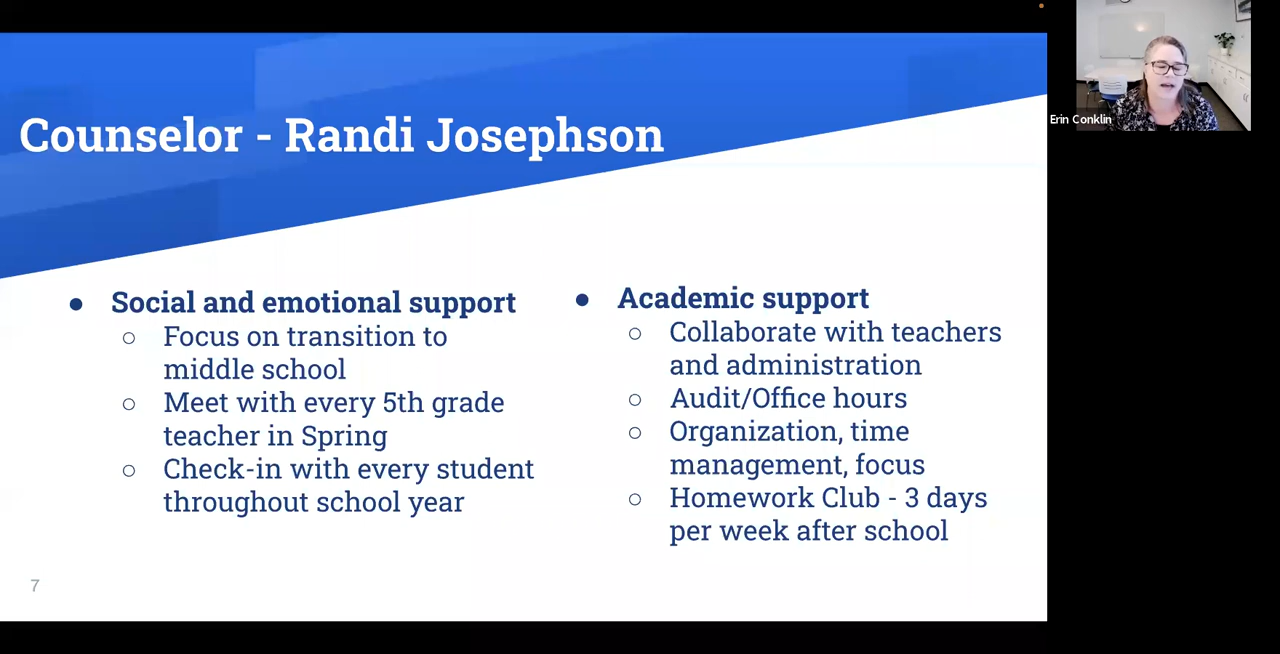 Counselor - Randi Josephson
Erin Conklin
● Social and emotional support
○ Focus on transition to
middle school
○ Meet with every 5th grade
teacher in Spring
○ Check-in with every student
throughout school year
● Academic support
○ Collaborate with teachers
and administration
○ Audit/Office hours
○ Organization, time
management, focus
○ Homework Club - 3 days
per week after school
7